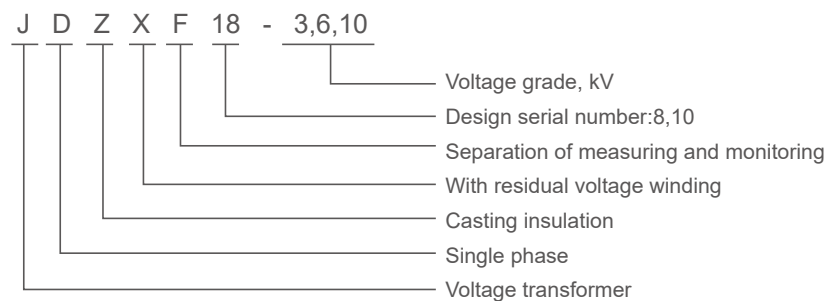 J D Z X F 18 - 3,6,10
Voltage grade, kV
Design serial number:8,10
Separation of measuring and monitoring
With residual voltage winding
Casting insulation
Single phase
Voltage transformer